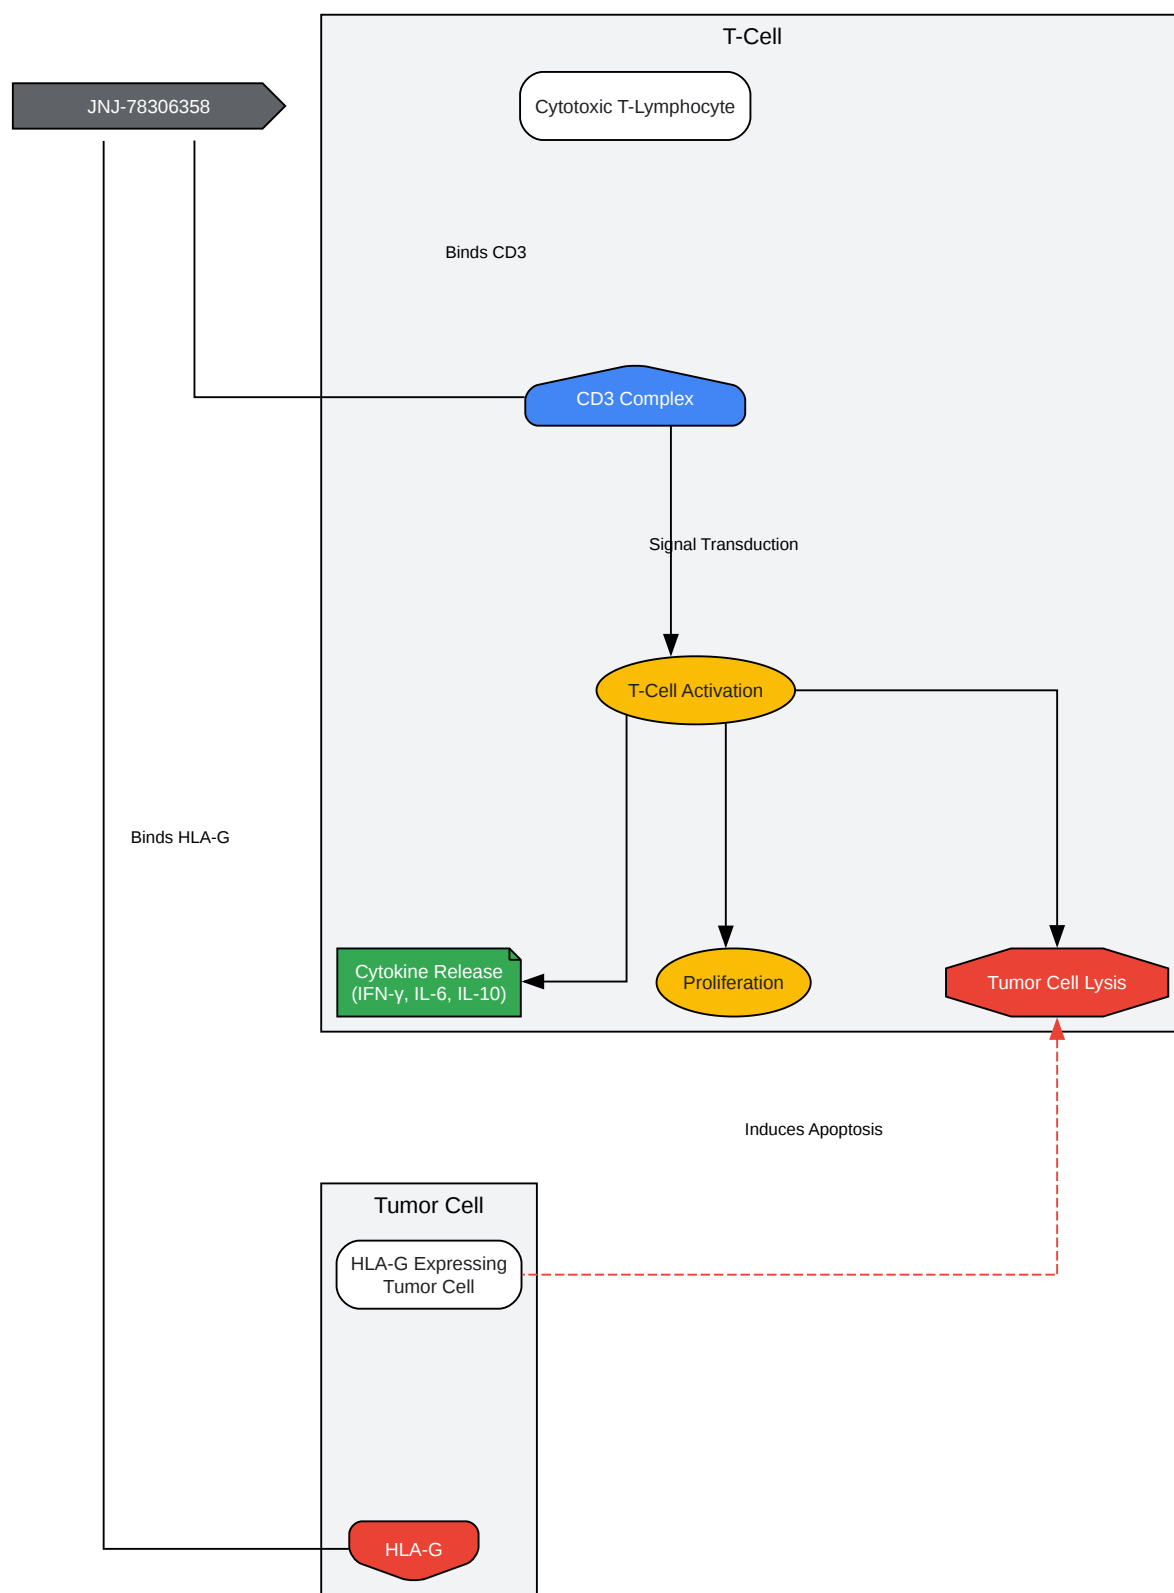 T-Cell
JNJ-78306358
Cytotoxic T-Lymphocyte
Binds CD3
CD3 Complex
Signal Transduction
T-Cell Activation
Binds HLA-G
Cytokine Release
(IFN-γ, IL-6, IL-10)
Proliferation
Tumor Cell Lysis
Induces Apoptosis
Tumor Cell
HLA-G Expressing
Tumor Cell
HLA-G